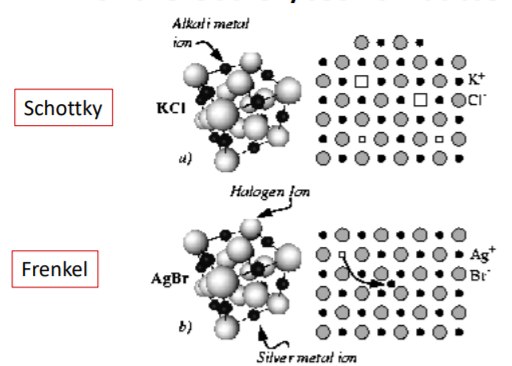 Alkali metal
ion
Schottky
KCl
K+
Cl-
a)
Halogen Ion
Frenkel
AgBr
Ag+
Br-
b)
Silver metal ion